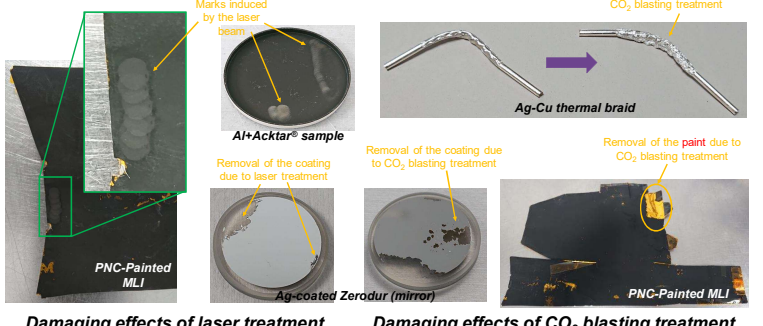 Marks induced
by the laser
beam
CO₂ blasting treatment
Al+Acktar® sample
Ag-Cu thermal braid
Removal of the coating
due to laser treatment
Removal of the coating due
to CO₂ blasting treatment
Removal of the paint due to
CO₂ blasting treatment
PNC-Painted
MLI
Ag-coated Zerodur (mirror)
PNC-Painted MLI
Damaging effects of laser treatment
Damaging effects of CO₂ blasting treatment